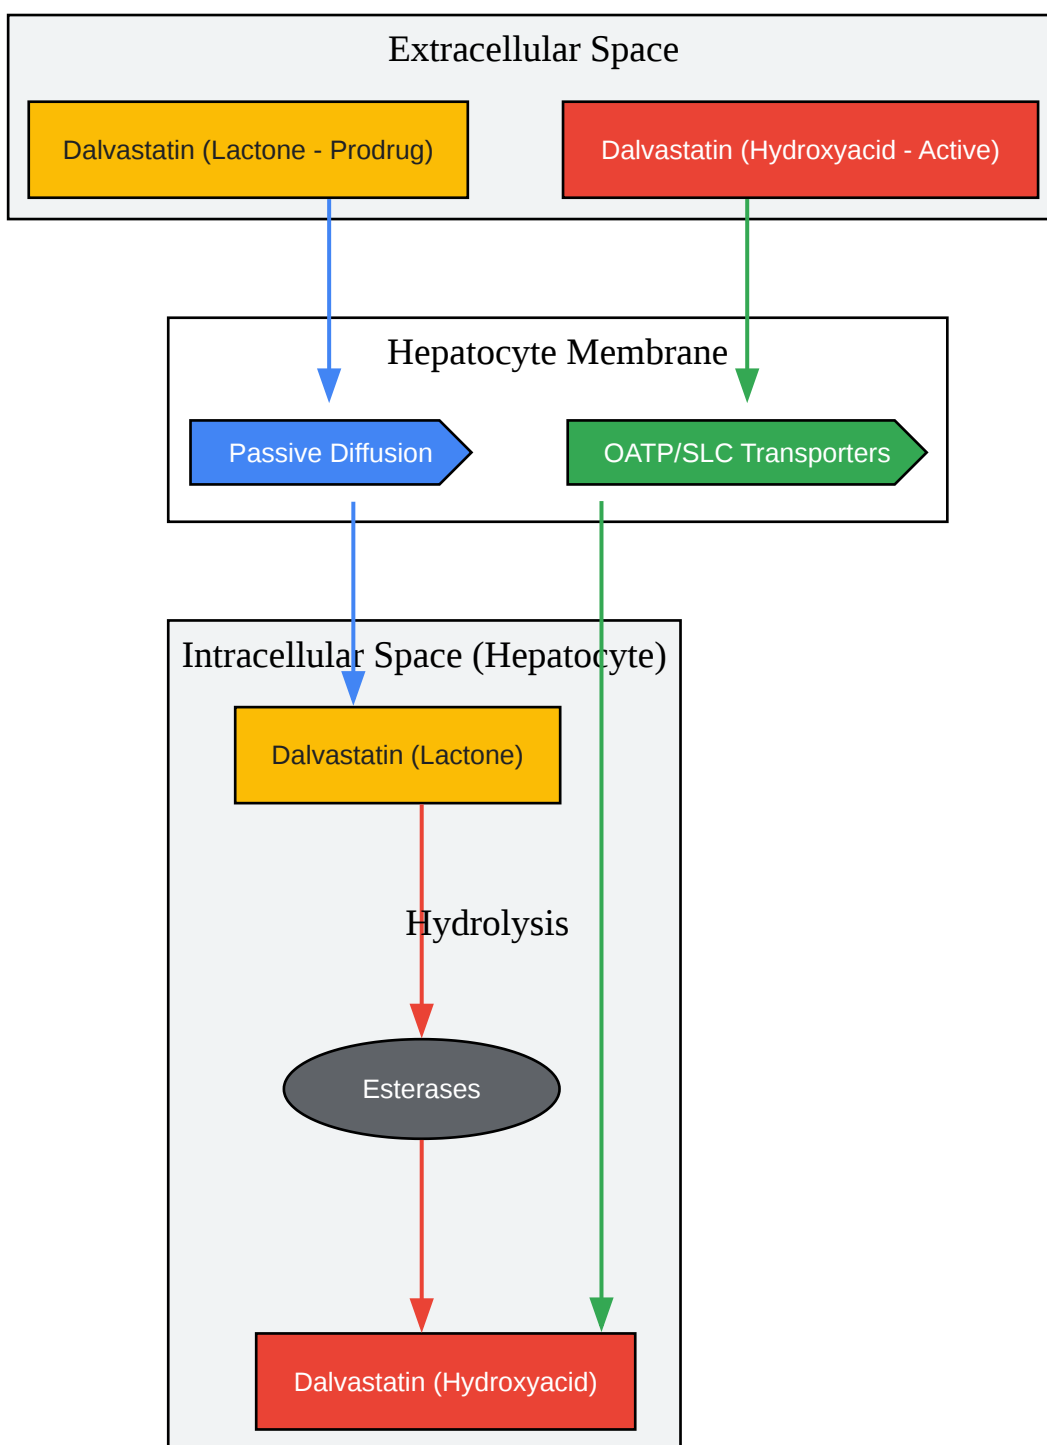 Extracellular Space
Dalvastatin (Lactone - Prodrug)
Dalvastatin (Hydroxyacid - Active)
Hepatocyte Membrane
Passive Diffusion
OATP/SLC Transporters
Intracellular Space (Hepatocyte)
Dalvastatin (Lactone)
Hydrolysis
Esterases
Dalvastatin (Hydroxyacid)